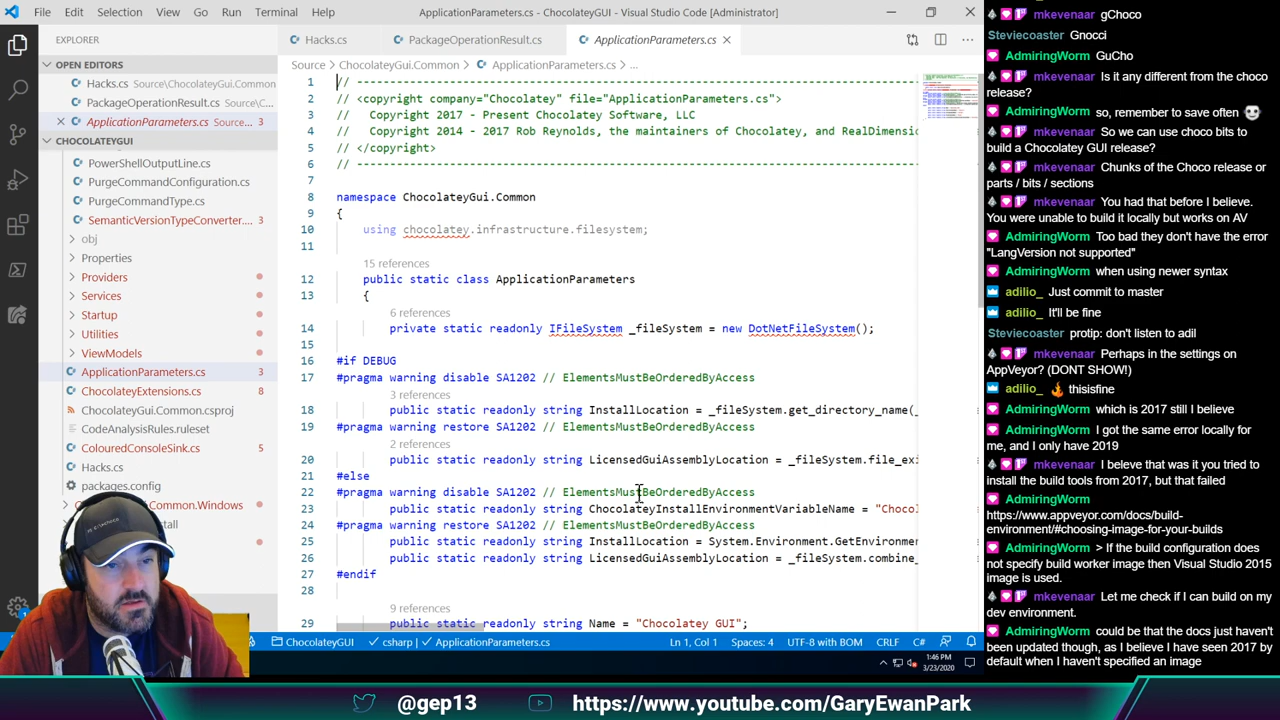 File Edit Selection View Go Run Terminal Help ApplicationParameters.cs - ChocolateyGUI - Visual Studio Code [Administrator]
EXPLORER
OPEN EDITORS
Hacks.cs
PackageOperationResult.cs
ApplicationParameters.cs 3
CHOCOLATEYGUI
PowerShellOutputLine.cs
PurgeCommandConfiguration.cs
PurgeCommandType.cs
SemanticVersionTypeConverter.... 3
obj
Properties
Providers
Services
Startup
Utilities
ViewModels
ApplicationParameters.cs 3
ChocolateyExtensions.cs 8
ChocolateyGui.Common.csproj
CodeAnalysisRules.ruleset
ColouredConsoleSink.cs 5
Hacks.cs
packages.config
.Common.Windows
Hacks.cs PackageOperationResult.cs ApplicationParameters.cs
Source > ChocolateyGui.Common > ApplicationParameters.cs > ...
1 // --------------------
2 // <copyright company="Chocolatey" file="ApplicationParameters.cs">
3 // Copyright 2017 - Present Chocolatey Software, LLC
4 // Copyright 2014 - 2017 Rob Reynolds, the maintainers of Chocolatey, and RealDimension
5 // </copyright>
6 // --------------------
7
8 namespace ChocolateyGui.Common
9 {
10 using chocolatey.infrastructure.filesystem;
11
15 references
12 public static class ApplicationParameters
13 {
6 references
14 private static readonly IFileSystem _fileSystem = new DotNetFileSystem();
15
16 #if DEBUG
17 #pragma warning disable SA1202 // ElementsMustBeOrderedByAccess
3 references
18 public static readonly string InstallLocation = _fileSystem.get_directory_name(_
19 #pragma warning restore SA1202 // ElementsMustBeOrderedByAccess
2 references
20 public static readonly string LicensedGuiAssemblyLocation = _fileSystem.file_exi
21 #else
22 #pragma warning disable SA1202 // ElementsMustBeOrderedByAccess
23 public static readonly string ChocolateyInstallEnvironmentVariableName = "Chocol
24 #pragma warning restore SA1202 // ElementsMustBeOrderedByAccess
25 public static readonly string InstallLocation = System.Environment.GetEnvironmen
26 public static readonly string LicensedGuiAssemblyLocation = _fileSystem.combine_
27 #endif
28
9 references
29 public static readonly string Name = "Chocolatey GUI";
ChocolateyGUI csharp | ApplicationParameters.cs Ln 1, Col 1 Spaces: 4 UTF-8 with BOM CRLF C#
1:46 PM
3/23/2020
mkevenaar gChoco
Steviecoaster Gnocci
AdmiringWorm GuCho
mkevenaar Is it any different from the choco
release?
AdmiringWorm so, remember to save often
mkevenaar So we can use choco bits to
build a Chocolatey GUI release?
mkevenaar Chunks of the Choco release or
parts / bits / sections
mkevenaar You had that before I believe.
You were unable to build it locally but works on AV
AdmiringWorm Too bad they don't have the error
"LangVersion not supported"
AdmiringWorm when using newer syntax
adilio_ Just commit to master
adilio_ It'll be fine
Steviecoaster protip: don't listen to adil
mkevenaar Perhaps in the settings on
AppVeyor? (DONT SHOW!)
adilio_ thisisfine
AdmiringWorm which is 2017 still I believe
AdmiringWorm I got the same error locally for
me, and I only have 2019
AdmiringWorm I beleve that was it you tried to
install the build tools from 2017, but that failed
AdmiringWorm
https://www.appveyor.com/docs/build-
environment/#choosing-image-for-your-builds
AdmiringWorm > If the build configuration does
not specify build worker image then Visual Studio 2015
image is used.
mkevenaar Let me check if I can build on my
dev environment.
AdmiringWorm could be that the docs just haven't
been updated though, as I believe I have seen 2017 by
default when I haven't specified an image
@gep13 https://www.youtube.com/GaryEwanPark